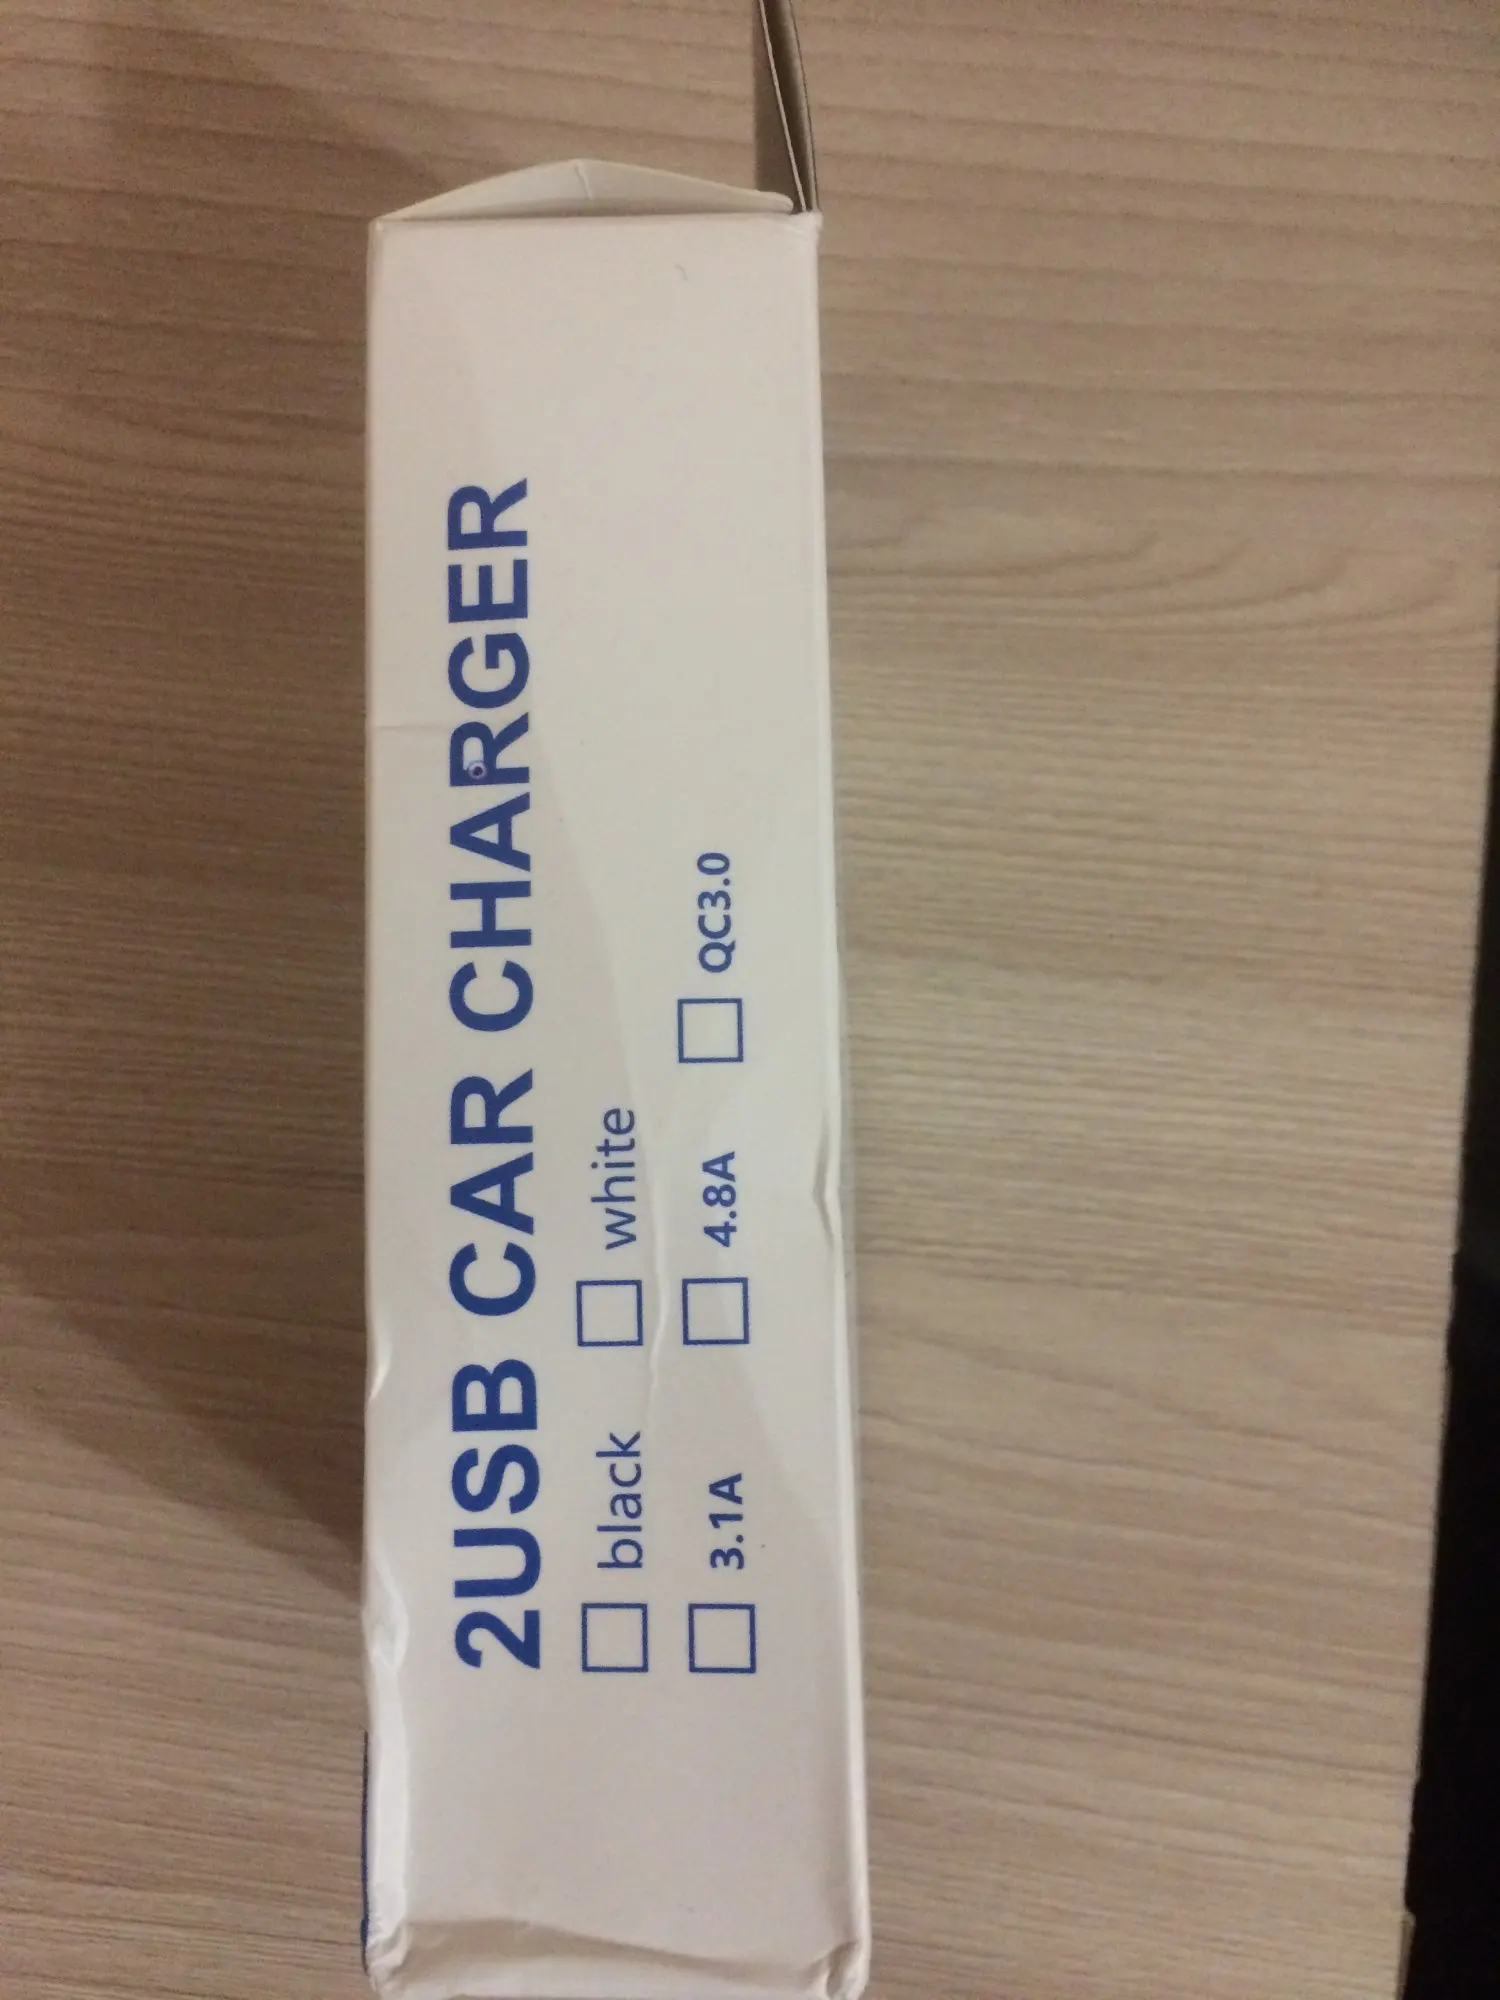 2USB CAR CHARGER
□ black □ white
□ 3.1A □ 4.8A □ QC3.0